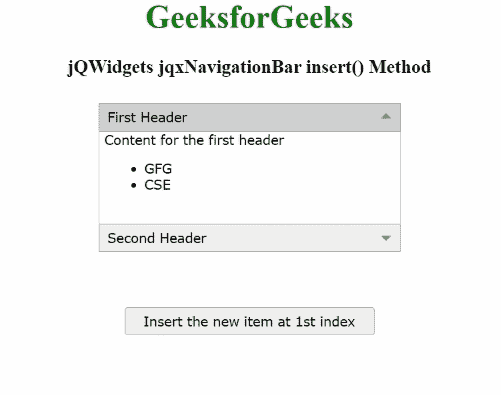 GeeksforGeeks
jQWidgets jqxNavigationBar insert() Method
First Header
Content for the first header
GFG
CSE
Second Header
Insert the new item at 1st index